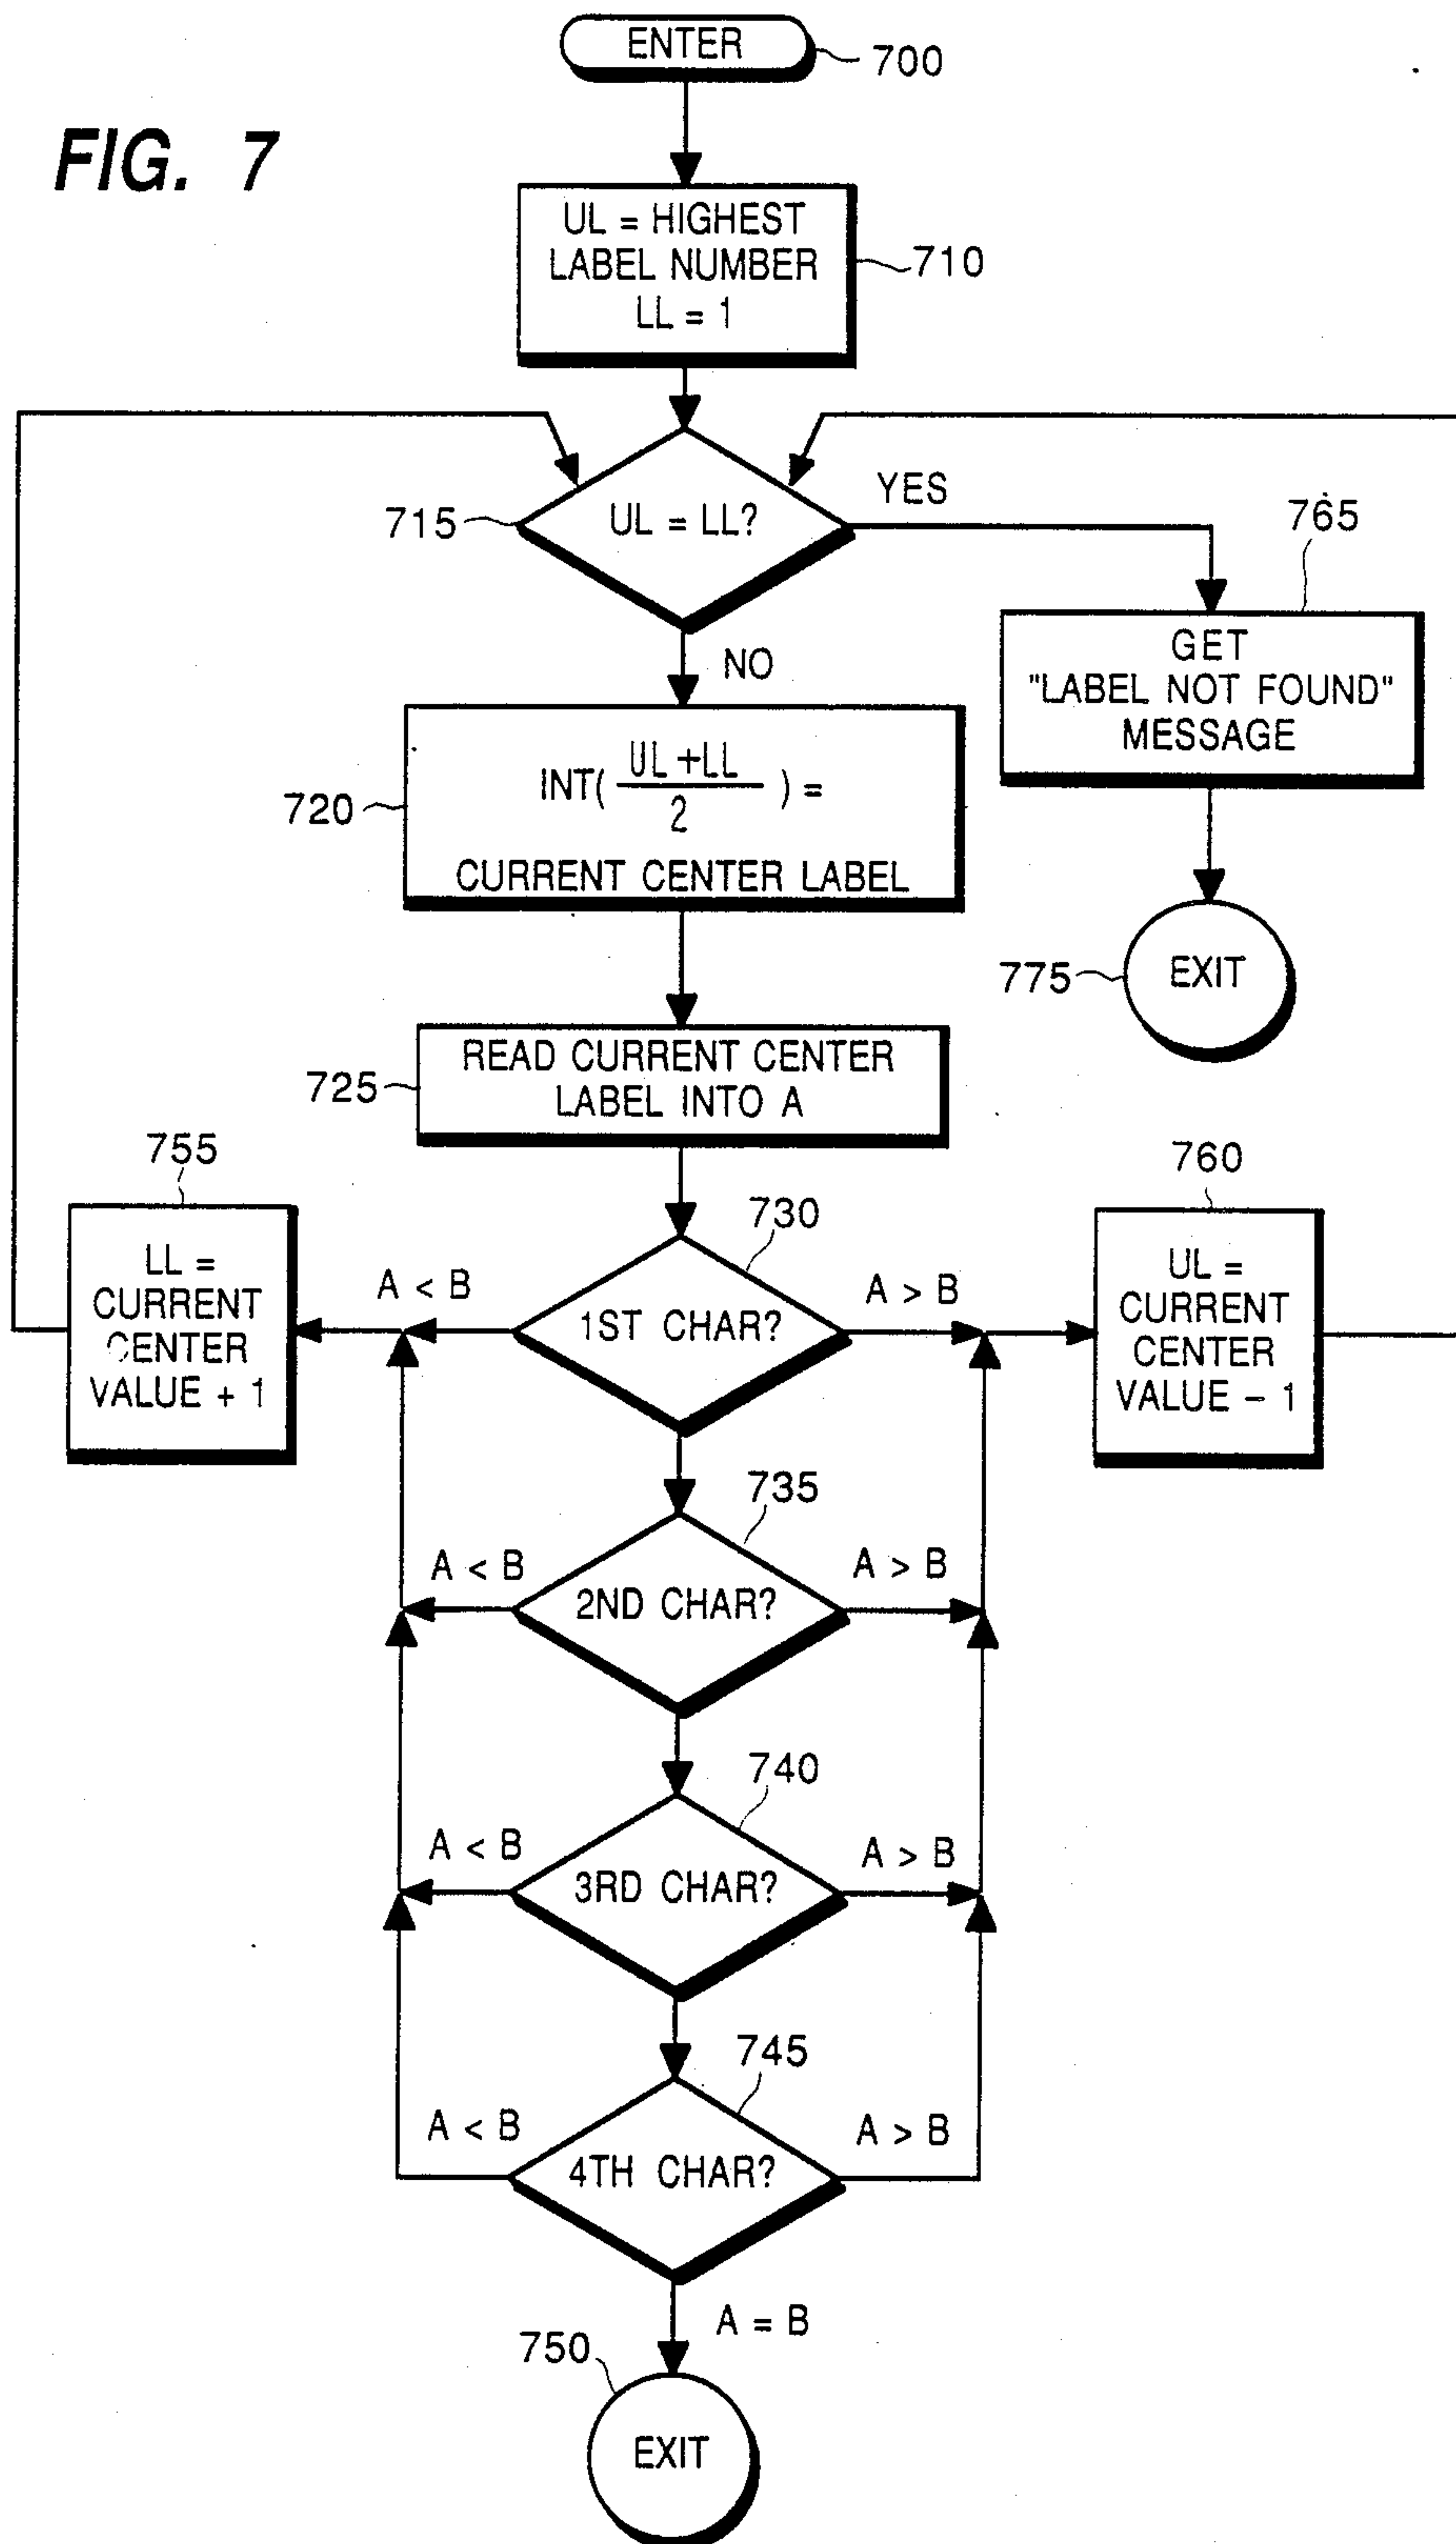 FIG. 7
ENTER
700
UL = HIGHEST
LABEL NUMBER
LL = 1
710
UL = LL?
715
YES
NO
765
GET
"LABEL NOT FOUND"
MESSAGE
INT( UL +LL / 2 ) =
CURRENT CENTER LABEL
720
EXIT
775
READ CURRENT CENTER
LABEL INTO A
725
755
LL =
CURRENT
CENTER
VALUE + 1
730
A < B
1ST CHAR?
A > B
760
UL =
CURRENT
CENTER
VALUE - 1
735
A < B
2ND CHAR?
A > B
740
A < B
3RD CHAR?
A > B
745
A < B
4TH CHAR?
A > B
A = B
750
EXIT